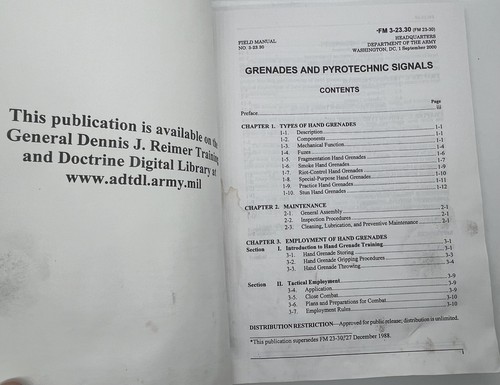 This publication is available on the
General Dennis J. Reimer Training
and Doctrine Digital Library at
www.adtdl.army.mil
*FM 3-23.30 (FM 23-30)
FIELD MANUAL
NO. 3-23.30
HEADQUARTERS
DEPARTMENT OF THE ARMY
WASHINGTON, DC, 1 September 2000
GRENADES AND PYROTECHNIC SIGNALS
CONTENTS
Page
Preface iii
CHAPTER 1. TYPES OF HAND GRENADES
1-1. Description 1-1
1-2. Components 1-1
1-3. Mechanical Function 1-1
1-4. Fuzes 1-4
1-5. Fragmentation Hand Grenades 1-6
1-6. Smoke Hand Grenades 1-7
1-7. Riot-Control Hand Grenades 1-8
1-8. Special-Purpose Hand Grenades 1-9
1-9. Practice Hand Grenades 1-11
1-10. Stun Hand Grenades 1-12
CHAPTER 2. MAINTENANCE
2-1. General Assembly 2-1
2-2. Inspection Procedures 2-1
2-3. Cleaning, Lubrication, and Preventive Maintenance 2-1
CHAPTER 3. EMPLOYMENT OF HAND GRENADES
Section I. Introduction to Hand Grenade Training 3-1
3-1. Hand Grenade Storing 3-1
3-2. Hand Grenade Gripping Procedures 3-3
3-3. Hand Grenade Throwing 3-4
Section II. Tactical Employment 3-9
3-4. Application 3-9
3-5. Close Combat 3-9
3-6. Plans and Preparations for Combat 3-10
3-7. Employment Rules 3-10
DISTRIBUTION RESTRICTION—Approved for public release; distribution is unlimited.
*This publication supersedes FM 23-30, 27 December 1988.
i